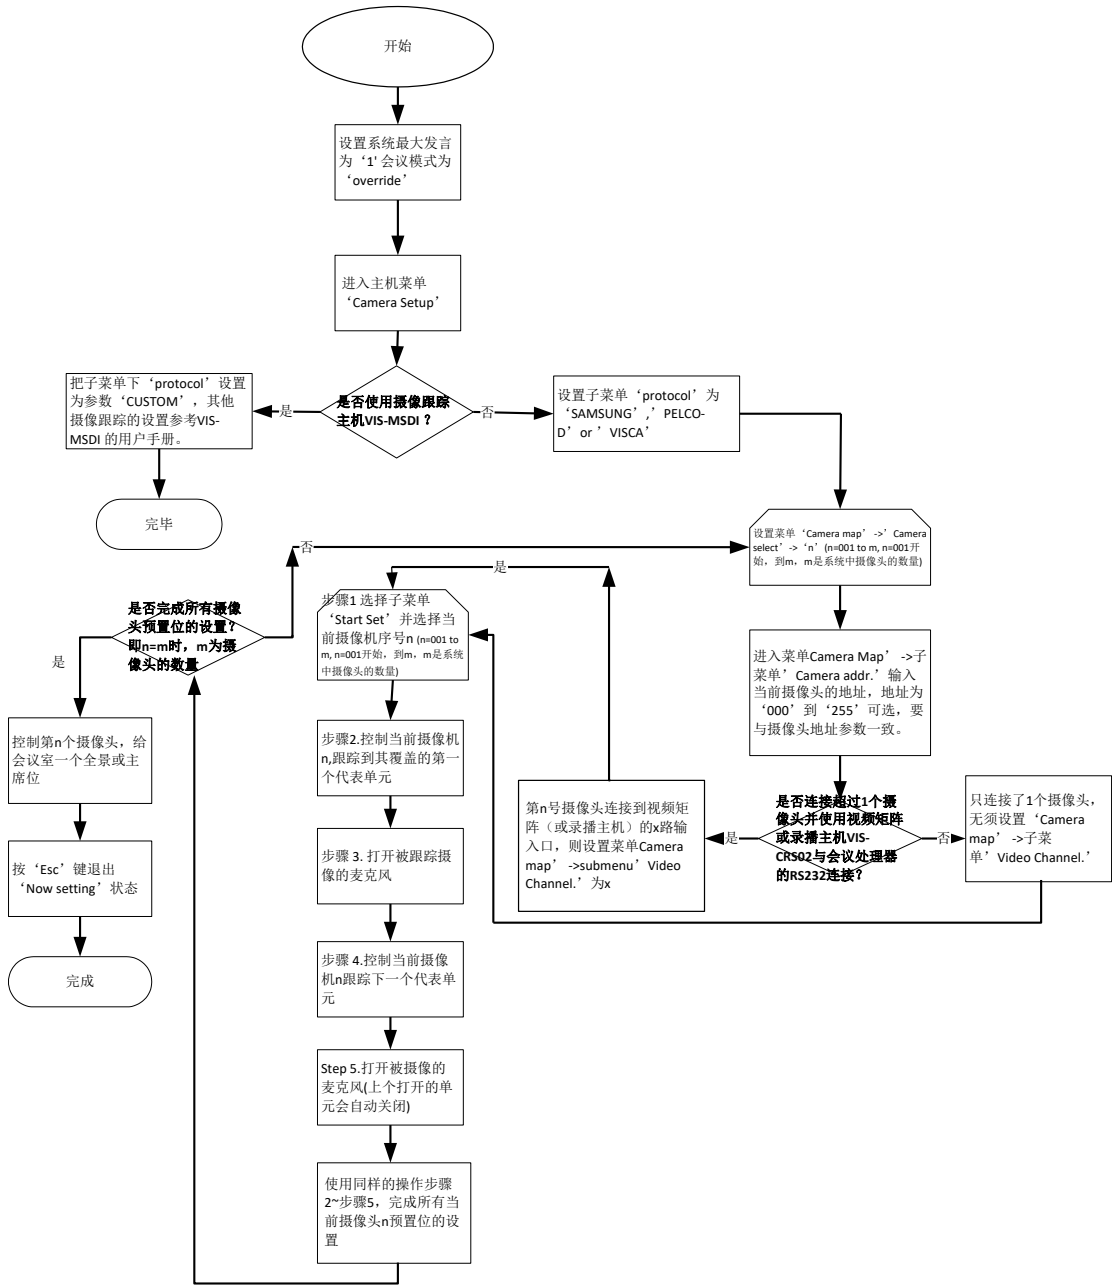 开始
设置系统最大发言
为‘1' 会议模式为
‘override’
进入主机菜单
‘Camera Setup’
是否使用摄像跟踪
主机VIS-MSDI ?
是
否
把子菜单下‘protocol’设置
为参数‘CUSTOM’, 其他
摄像跟踪的设置参考VIS-
MSDI 的用户手册。
完毕
设置子菜单‘protocol’为
‘SAMSUNG’,’PELCO-
D’ or ’VISCA’
设置菜单‘Camera map’ ->’Camera
select’-> ‘n’ (n=001 to m, n=001开
始，到m，m是系统中摄像头的数量)
进入菜单Camera Map’ ->子
菜单’Camera addr.’输入
当前摄像头的地址，地址为
‘000’到‘255’可选，要
与摄像头地址参数一致。
是否连接超过1个摄
像头并使用视频矩阵
或录播主机VIS-
CRS02与会议处理器
的RS232连接?
是
否
只连接了1个摄像头，
无须设置‘Camera
map’ ->子菜
单’Video Channel.’
第n号摄像头连接到视频矩
阵（或录播主机）的x路输
入口，则设置菜单Camera
map’ ->submenu’Video
Channel.’为x
是
步骤1 选择子菜单
‘Start Set’并选择当
前摄像机序号n (n=001 to
m, n=001开始，到m，m是系统
中摄像头的数量)
步骤2.控制当前摄像机
n,跟踪到其覆盖的第一
个代表单元
步骤 3. 打开被跟踪摄
像的麦克风
步骤 4.控制当前摄像
机n跟踪下一个代表单
元
Step 5.打开被摄像的
麦克风(上个打开的单
元会自动关闭)
使用同样的操作步骤
2~步骤5，完成所有当
前摄像头n预置位的设
置
是否完成所有摄像
头预置位的设置?
即n=m时，m为摄
像头的数量
否
是
控制第n个摄像头，给
会议室一个全景或主
席位
按‘Esc’键退出
‘Now setting’状态
完成